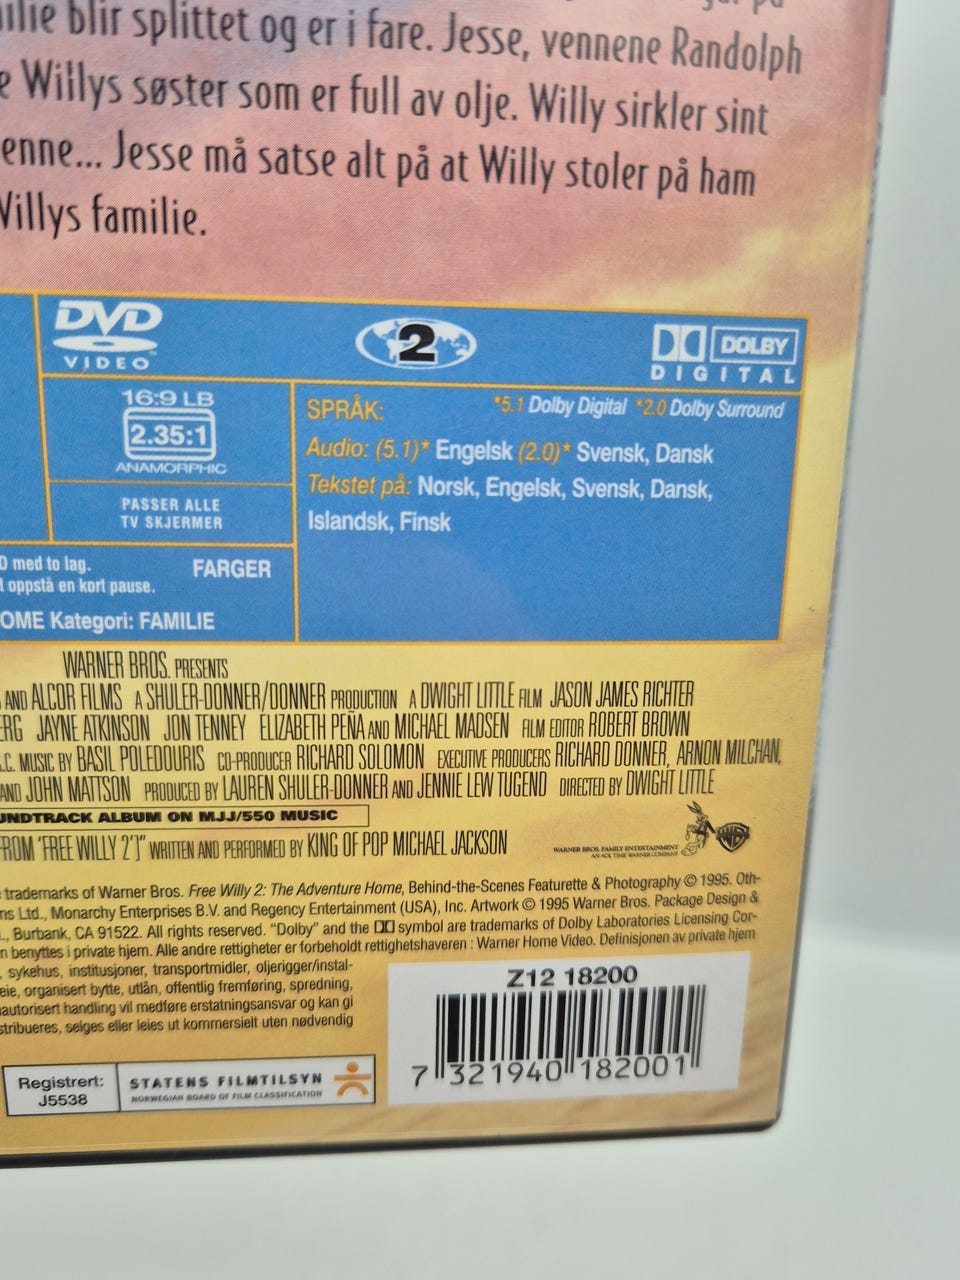 blir splittet og er i fare. Jesse, vennene Randolph
Willys søster som er full av olje. Willy sirkler sint
enne... Jesse må satse alt på at Willy stoler på ham
Willys familie.
DVD
VIDEO
2
DOLBY
DIGITAL
16:9 LB
2.35:1
ANAMORPHIC
PASSER ALLE
TV SKJERMER
SPRÅK: *5.1 Dolby Digital *2.0 Dolby Surround
Audio: (5.1)* Engelsk (2.0)* Svensk, Dansk
Tekstet på: Norsk, Engelsk, Svensk, Dansk,
Islandsk, Finsk
med to lag. FARGER
oppstå en kort pause.
OME Kategori: FAMILIE
WARNER BROS. PRESENTS
AND ALCOR FILMS A SHULER-DONNER/DONNER PRODUCTION A DWIGHT LITTLE FILM JASON JAMES RICHTER
ERG JAYNE ATKINSON JON TENNEY ELIZABETH PEÑA AND MICHAEL MADSEN FILM EDITOR ROBERT BROWN
.C. MUSIC BY BASIL POLEDOURIS CO-PRODUCER RICHARD SOLOMON EXECUTIVE PRODUCERS RICHARD DONNER, ARNON MILCHAN,
AND JOHN MATTSON PRODUCED BY LAUREN SHULER-DONNER AND JENNIE LEW TUGEND DIRECTED BY DWIGHT LITTLE
UNDTRACK ALBUM ON MJJ/550 MUSIC
FROM "FREE WILLY 2")" WRITTEN AND PERFORMED BY KING OF POP MICHAEL JACKSON
WARNER BROS. FAMILY ENTERTAINMENT
AN AOL TIME WARNER COMPANY
WB
trademarks of Warner Bros. Free Willy 2: The Adventure Home, Behind-the-Scenes Featurette & Photography © 1995. Oth-
ns Ltd., Monarchy Enterprises B.V. and Regency Entertainment (USA), Inc. Artwork © 1995 Warner Bros. Package Design &
., Burbank, CA 91522. All rights reserved. "Dolby" and the symbol are trademarks of Dolby Laboratories Licensing Cor-
n benyttes i private hjem. Alle andre rettigheter er forbeholdt rettighetshaveren : Warner Home Video. Definisjonen av private hjem
, sykehus, institusjoner, transportmidler, oljerigger/instal-
eie, organisert bytte, utlån, offentlig fremføring, spredning,
autorisert handling vil medføre erstatningsansvar og kan gi
stribueres, selges eller leies ut kommersielt uten nødvendig
Z12 18200
7 321940 182001
Registrert:
J5538
STATENS FILMTILSYN
NORWEGIAN BOARD OF FILM CLASSIFICATION